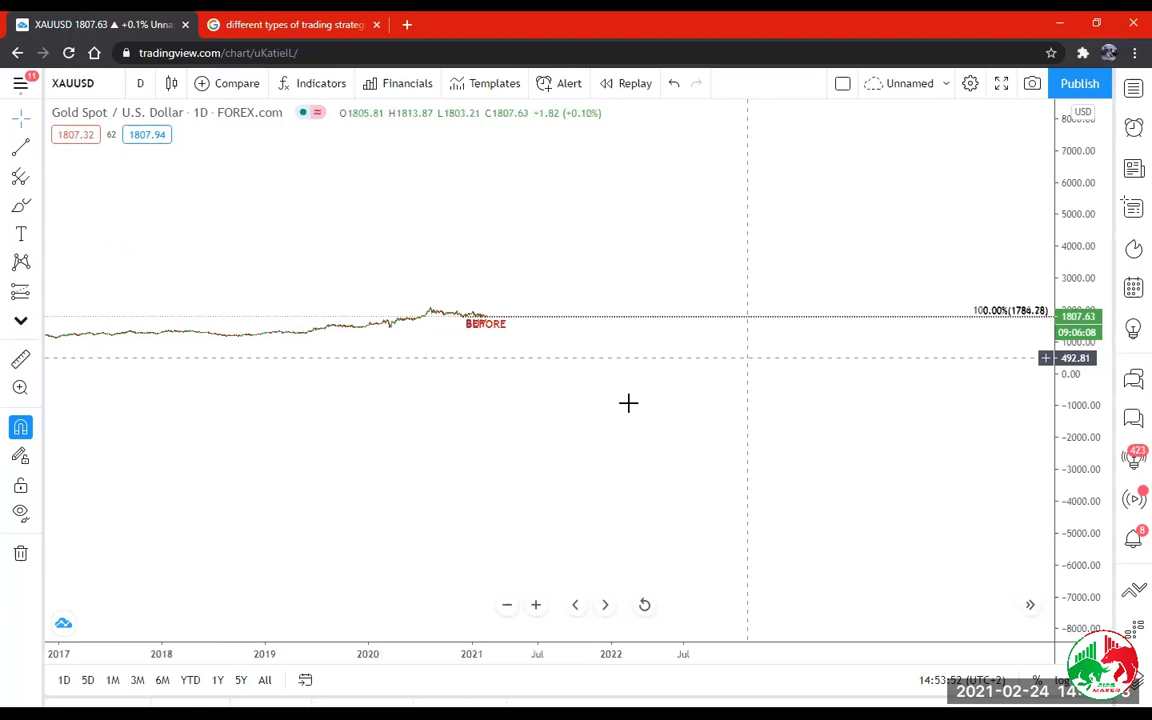 XAUUSD 1807.63 ▲ +0.1% Unna
different types of trading strateg
tradingview.com/chart/uKatielL/
11
XAUUSD
D
Compare
Indicators
Financials
Templates
Alert
Replay
Unnamed
Publish
Gold Spot / U.S. Dollar · 1D · FOREX.com
O1805.81 H1813.87 L1803.21 C1807.63 +1.82 (+0.10%)
USD
1807.32
62
1807.94
7000.00
6000.00
5000.00
4000.00
3000.00
1807.63
09:06:08
1000.00
492.81
0.00
−1000.00
−2000.00
−3000.00
−4000.00
−5000.00
−6000.00
−7000.00
−8000.00
423
8
2017
2018
2019
2020
2021
Jul
2022
Jul
1D
5D
1M
3M
6M
YTD
1Y
5Y
All
14:53:52 (UTC+2)
%
2021-02-24